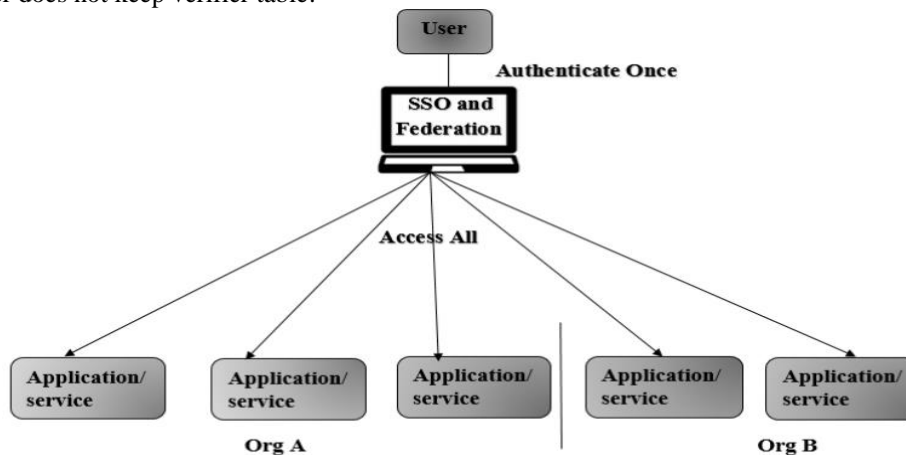 er does not keep verifier table.
User
Authenticate Once
SSO and
Federation
Access All
Application/
service
Application/
service
Application/
service
Application/
service
Application/
service
Org A
Org B